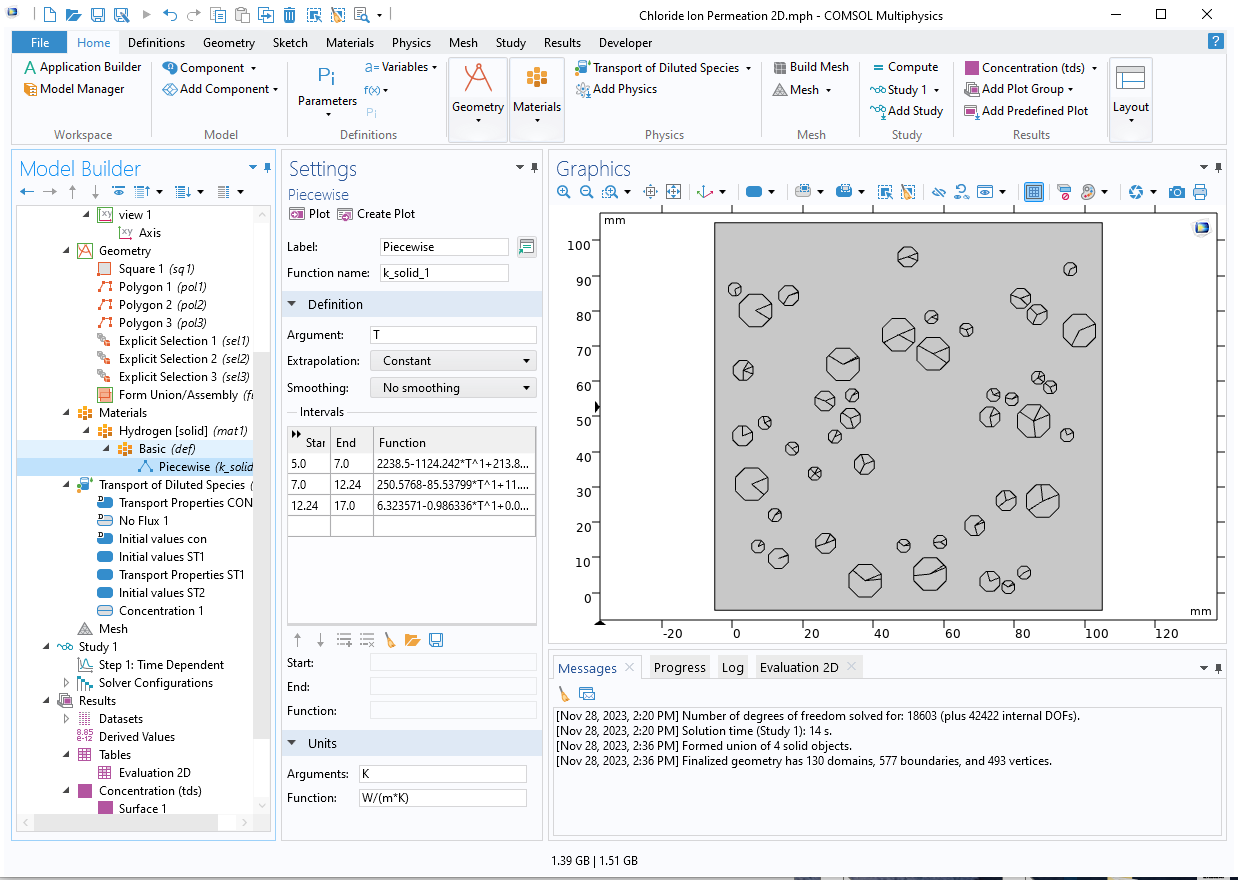 Chloride Ion Permeation 2D.mph - COMSOL Multiphysics
File Home Definitions Geometry Sketch Materials Physics Mesh Study Results Developer ?
A Application Builder
Model Manager
Workspace
Component
Add Component
Model
Pi
Parameters
a= Variables
f(x)
Pi
Definitions
Geometry
Materials
Transport of Diluted Species
Add Physics
Physics
Build Mesh
Mesh
Mesh
= Compute
Study 1
Add Study
Study
Concentration (tds)
Add Plot Group
Add Predefined Plot
Results
Layout
Model Builder
view 1
Axis
Geometry
Square 1 (sq1)
Polygon 1 (pol1)
Polygon 2 (pol2)
Polygon 3 (pol3)
Explicit Selection 1 (sel1)
Explicit Selection 2 (sel2)
Explicit Selection 3 (sel3)
Form Union/Assembly (f
Materials
Hydrogen [solid] (mat1)
Basic (def)
Piecewise (k_solid
Transport of Diluted Species (
Transport Properties CON
No Flux 1
Initial values con
Initial values ST1
Transport Properties ST1
Initial values ST2
Concentration 1
Mesh
Study 1
Step 1: Time Dependent
Solver Configurations
Results
Datasets
8.85
e-12
Derived Values
Tables
Evaluation 2D
Concentration (tds)
Surface 1
Settings
Piecewise
Plot Create Plot
Label: Piecewise
Function name: k_solid_1
Definition
Argument: T
Extrapolation: Constant
Smoothing: No smoothing
Intervals
Star End Function
5.0 7.0 2238.5-1124.242*T^1+213.8...
7.0 12.24 250.5768-85.53799*T^1+11....
12.24 17.0 6.323571-0.986336*T^1+0.0...
Start:
End:
Function:
Units
Arguments: K
Function: W/(m*K)
Graphics
mm
100
90
80
70
60
50
40
30
20
10
0
mm
-20 0 20 40 60 80 100 120
Messages Progress Log Evaluation 2D
[Nov 28, 2023, 2:20 PM] Number of degrees of freedom solved for: 18603 (plus 42422 internal DOFs).
[Nov 28, 2023, 2:20 PM] Solution time (Study 1): 14 s.
[Nov 28, 2023, 2:36 PM] Formed union of 4 solid objects.
[Nov 28, 2023, 2:36 PM] Finalized geometry has 130 domains, 577 boundaries, and 493 vertices.
1.39 GB | 1.51 GB